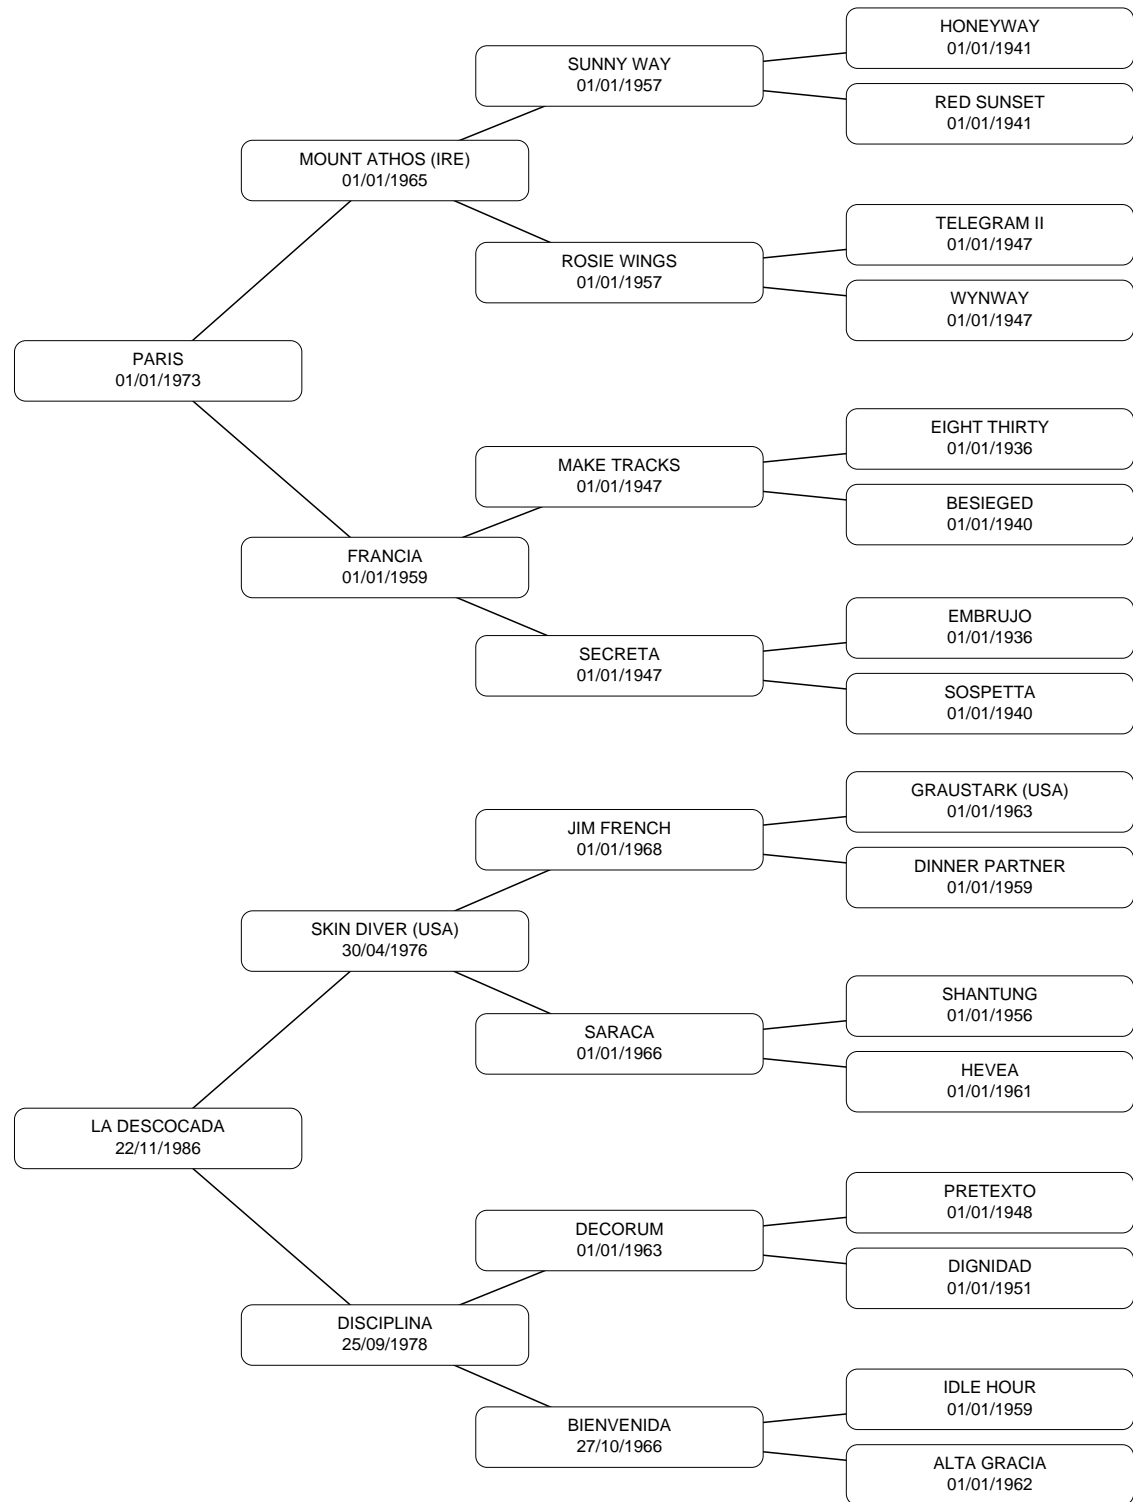 HONEYWAY
01/01/1941
SUNNY WAY
01/01/1957
RED SUNSET
01/01/1941
MOUNT ATHOS (IRE)
01/01/1965
TELEGRAM II
01/01/1947
ROSIE WINGS
01/01/1957
WYNWAY
01/01/1947
PARIS
01/01/1973
EIGHT THIRTY
01/01/1936
MAKE TRACKS
01/01/1947
BESIEGED
01/01/1940
FRANCIA
01/01/1959
EMBRUJO
01/01/1936
SECRETA
01/01/1947
SOSPETTA
01/01/1940
GRAUSTARK (USA)
01/01/1963
JIM FRENCH
01/01/1968
DINNER PARTNER
01/01/1959
SKIN DIVER (USA)
30/04/1976
SHANTUNG
01/01/1956
SARACA
01/01/1966
HEVEA
01/01/1961
LA DESCOCADA
22/11/1986
PRETEXTO
01/01/1948
DECORUM
01/01/1963
DIGNIDAD
01/01/1951
DISCIPLINA
25/09/1978
IDLE HOUR
01/01/1959
BIENVENIDA
27/10/1966
ALTA GRACIA
01/01/1962